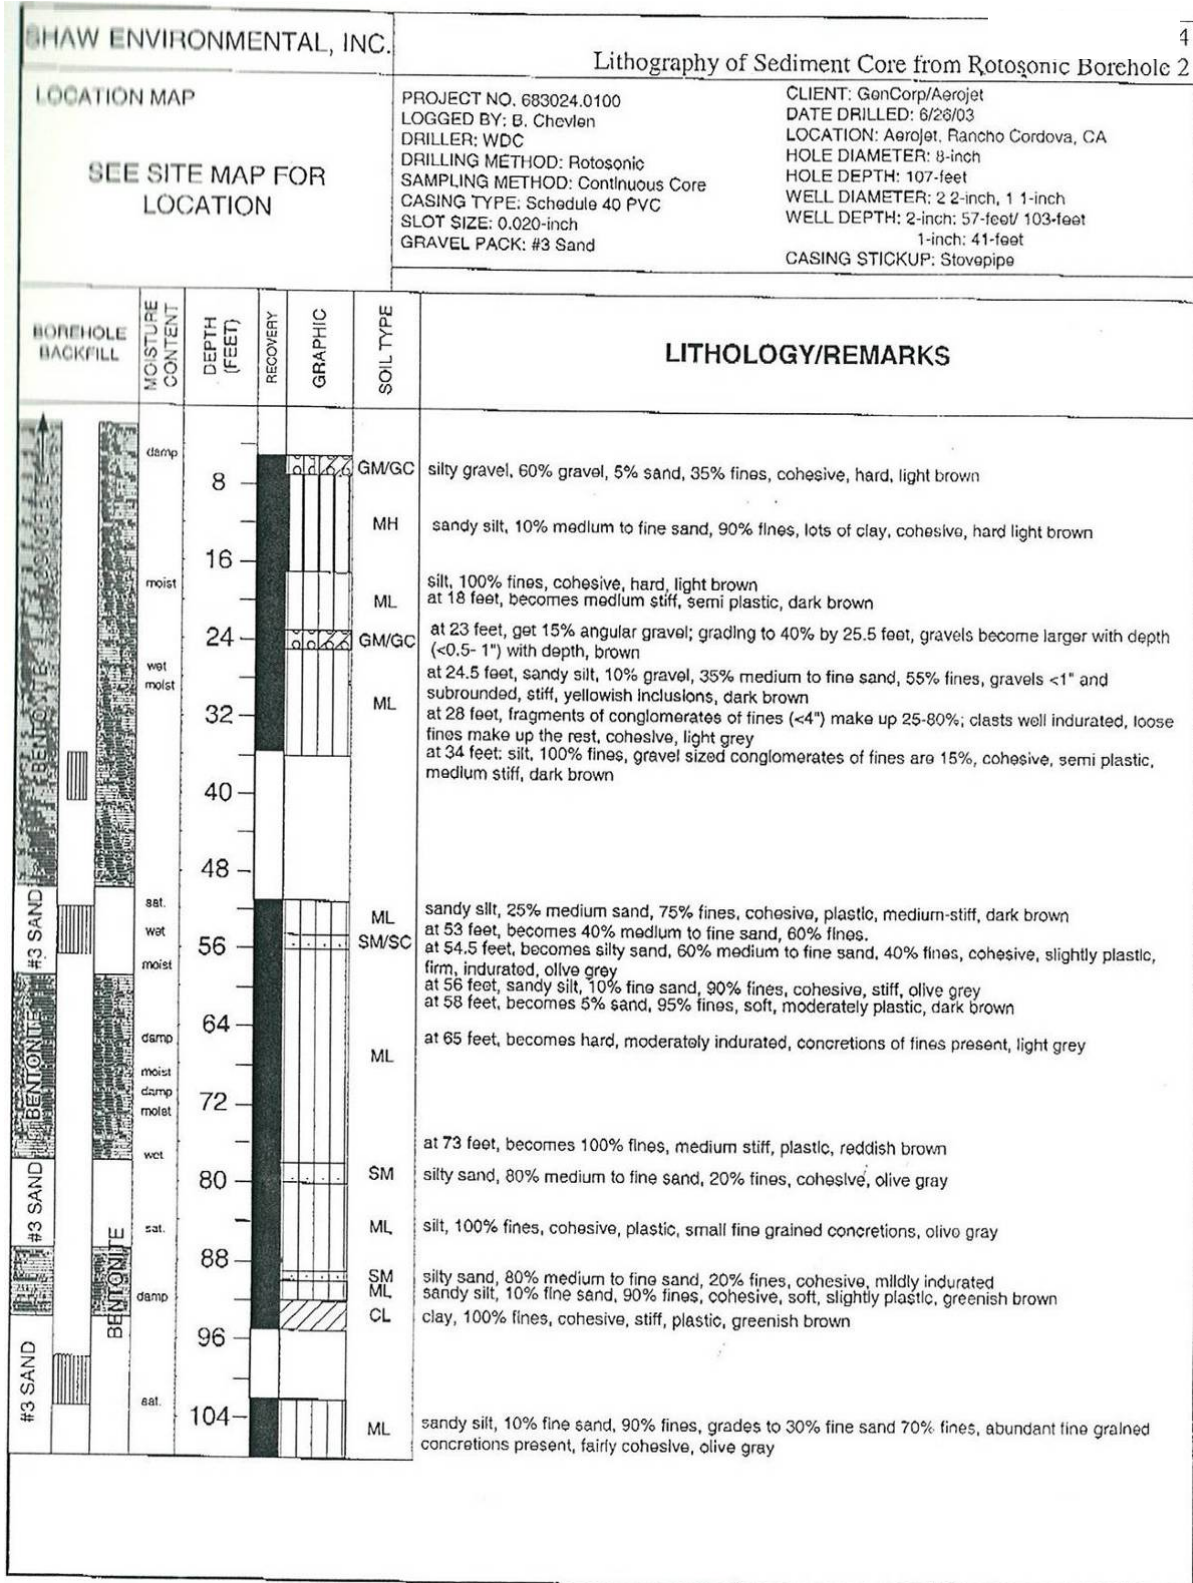 SHAW ENVIRONMENTAL, INC.
4
Lithography of Sediment Core from Rotosonic Borehole 2
LOCATION MAP
SEE SITE MAP FOR
LOCATION
PROJECT NO. 683024.0100
LOGGED BY: B. Chevlen
DRILLER: WDC
DRILLING METHOD: Rotosonic
SAMPLING METHOD: Continuous Core
CASING TYPE: Schedule 40 PVC
SLOT SIZE: 0.020-inch
GRAVEL PACK: #3 Sand
CLIENT: GenCorp/Aerojet
DATE DRILLED: 6/26/03
LOCATION: Aerojet, Rancho Cordova, CA
HOLE DIAMETER: 8-inch
HOLE DEPTH: 107-feet
WELL DIAMETER: 2 2-inch, 1 1-inch
WELL DEPTH: 2-inch: 57-feet/ 103-feet
1-inch: 41-feet
CASING STICKUP: Stovepipe
BOREHOLE
BACKFILL
MOISTURE
CONTENT
DEPTH
(FEET)
RECOVERY
GRAPHIC
SOIL TYPE
LITHOLOGY/REMARKS
damp
8
GM/GC
silty gravel, 60% gravel, 5% sand, 35% fines, cohesive, hard, light brown
MH
sandy silt, 10% medium to fine sand, 90% fines, lots of clay, cohesive, hard light brown
16
moist
ML
silt, 100% fines, cohesive, hard, light brown
at 18 feet, becomes medium stiff, semi plastic, dark brown
24
GM/GC
at 23 feet, get 15% angular gravel; grading to 40% by 25.5 feet, gravels become larger with depth
(<0.5- 1") with depth, brown
wet
moist
ML
at 24.5 feet, sandy silt, 10% gravel, 35% medium to fine sand, 55% fines, gravels <1" and
subrounded, stiff, yellowish inclusions, dark brown
32
at 28 feet, fragments of conglomerates of fines (<4") make up 25-80%; clasts well indurated, loose
fines make up the rest, cohesive, light grey
at 34 feet: silt, 100% fines, gravel sized conglomerates of fines are 15%, cohesive, semi plastic,
medium stiff, dark brown
BENTONITE
40
48
#3 SAND
sat.
ML
sandy silt, 25% medium sand, 75% fines, cohesive, plastic, medium-stiff, dark brown
wet
at 53 feet, becomes 40% medium to fine sand, 60% fines.
56
SM/SC
at 54.5 feet, becomes silty sand, 60% medium to fine sand, 40% fines, cohesive, slightly plastic,
firm, indurated, olive grey
moist
at 56 feet, sandy silt, 10% fine sand, 90% fines, cohesive, stiff, olive grey
at 58 feet, becomes 5% sand, 95% fines, soft, moderately plastic, dark brown
64
BENTONITE
damp
ML
at 65 feet, becomes hard, moderately indurated, concretions of fines present, light grey
moist
damp
72
moist
at 73 feet, becomes 100% fines, medium stiff, plastic, reddish brown
wet
80
SM
silty sand, 80% medium to fine sand, 20% fines, cohesive, olive gray
#3 SAND
sat.
ML
silt, 100% fines, cohesive, plastic, small fine grained concretions, olive gray
88
BENTONITE
SM
silty sand, 80% medium to fine sand, 20% fines, cohesive, mildly indurated
damp
ML
sandy silt, 10% fine sand, 90% fines, cohesive, soft, slightly plastic, greenish brown
CL
clay, 100% fines, cohesive, stiff, plastic, greenish brown
96
#3 SAND
sat.
104
ML
sandy silt, 10% fine sand, 90% fines, grades to 30% fine sand 70% fines, abundant fine grained
concretions present, fairly cohesive, olive gray